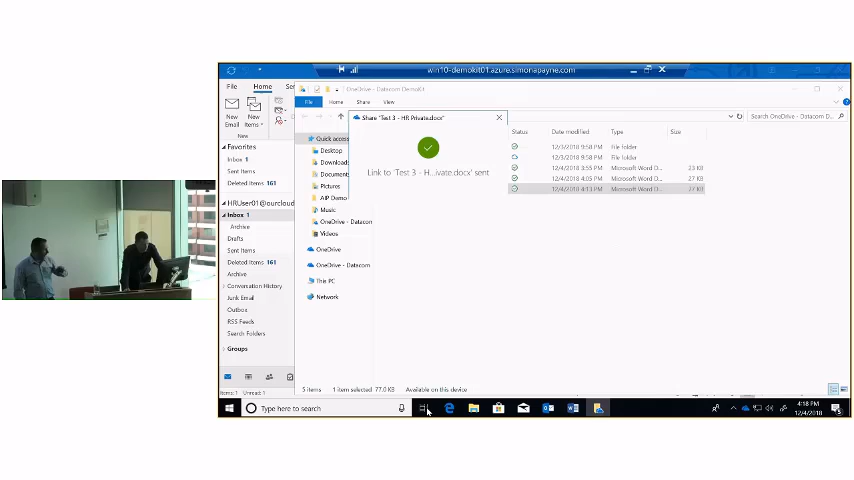 win10-demokit01.azure.simonapayne.com
File
Home
New
Email
New
Items
New
Favorites
Inbox 1
Sent Items
Deleted Items 161
HRUser01@ourcloud
Inbox 1
Archive
Drafts
Sent Items
Deleted Items 161
Archive
Conversation History
Junk Email
Outbox
RSS Feeds
Search Folders
Groups
Items: 1 Unread: 1
OneDrive - Datacom DemoKit
File Home Share View
Search OneDrive - Datacom D...
Quick access
Desktop
Downloads
Documents
Pictures
AIP Demo
Music
OneDrive - Datacom
Videos
OneDrive
OneDrive - Datacom
This PC
Network
Share "Test 3 - HR Private.docx"
Link to 'Test 3 - H...ivate.docx' sent
Status Date modified Type Size
12/3/2018 9:58 PM File folder
12/3/2018 9:58 PM File folder
12/4/2018 3:55 PM Microsoft Word D... 23 KB
12/4/2018 4:05 PM Microsoft Word D... 27 KB
12/4/2018 4:13 PM Microsoft Word D... 77 KB
5 items 1 item selected 77.0 KB Available on this device
Type here to search
4:18 PM
12/4/2018